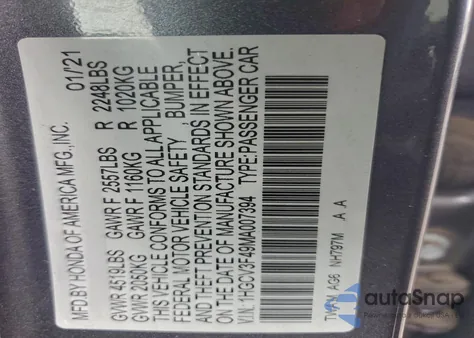 MFD.BY HONDA OF AMERICA MFG.,INC. 01/'21
GVWR 4519LBS GAWR F 2557LBS R 2248LBS
GVWR 2050KG GAWR F 1160KG R 1020KG
THIS VEHICLE CONFORMS TO ALL APPLICABLE
FEDERAL MOTOR VEHICLE SAFETY , BUMPER,
AND THEFT PREVENTION STANDARDS IN EFFECT
ON THE DATE OF MANUFACTURE SHOWN ABOVE.
V.I.N. 1HGCV3F49MA007394 TYPE:PASSENGER CAR
AG6 NH797M A A
autoSnap